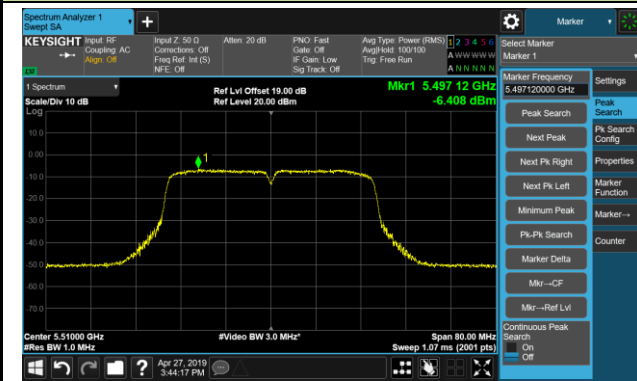 Spectrum Analyzer 1
Swept SA
+
Marker
KEYSIGHT
Input: RF
Coupling: AC
Align: Off
Input Z: 50 Ω
Corrections: Off
Freq Ref: Int (S)
NFE: Off
Atten: 20 dB
PNO: Fast
Gate: Off
IF Gain: Low
Sig Track: Off
Avg Type: Power (RMS)
Avg|Hold: 100/100
Trig: Free Run
1 2 3 4 5 6
A W W W W W
A N N N N N
LV
Select Marker
Marker 1
1 Spectrum
Scale/Div 10 dB
Log
Ref Lvl Offset 19.00 dB
Ref Level 20.00 dBm
Mkr1 5.497 12 GHz
-6.408 dBm
10.0
0.00
-10.0
-20.0
-30.0
-40.0
-50.0
-60.0
-70.0
1
Center 5.51000 GHz
#Res BW 1.0 MHz
#Video BW 3.0 MHz*
Span 80.00 MHz
Sweep 1.07 ms (2001 pts)
Marker Frequency
5.497120000 GHz
Peak Search
Next Peak
Next Pk Right
Next Pk Left
Minimum Peak
Pk-Pk Search
Marker Delta
Mkr→CF
Mkr→Ref Lvl
Continuous Peak
Search
On
Off
Settings
Peak
Search
Pk Search
Config
Properties
Marker
Function
Marker→
Counter
?
Apr 27, 2019
3:44:17 PM